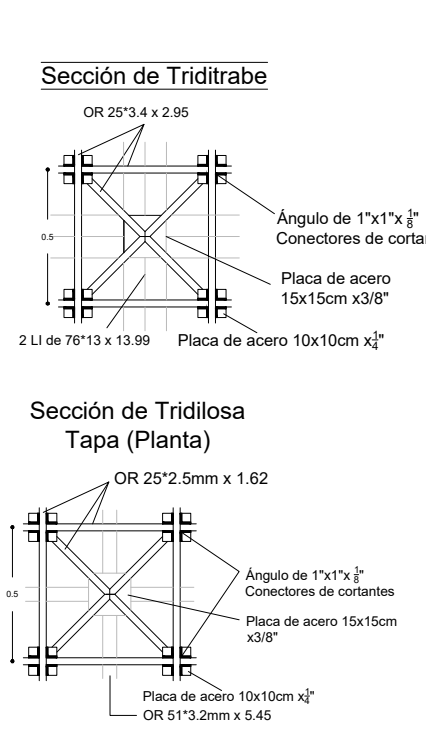 Sección de Triditrabe
OR 25*3.4 x 2.95
0.5
Ángulo de 1"x1"x 1/8"
Conectores de cortan
Placa de acero
15x15cm x3/8"
2 LI de 76*13 x 13.99
Placa de acero 10x10cm x1/4"
Sección de Tridilosa
Tapa (Planta)
OR 25*2.5mm x 1.62
0.5
Ángulo de 1"x1"x 1/8"
Conectores de cortantes
Placa de acero 15x15cm
x3/8"
Placa de acero 10x10cm x1/4"
OR 51*3.2mm x 5.45